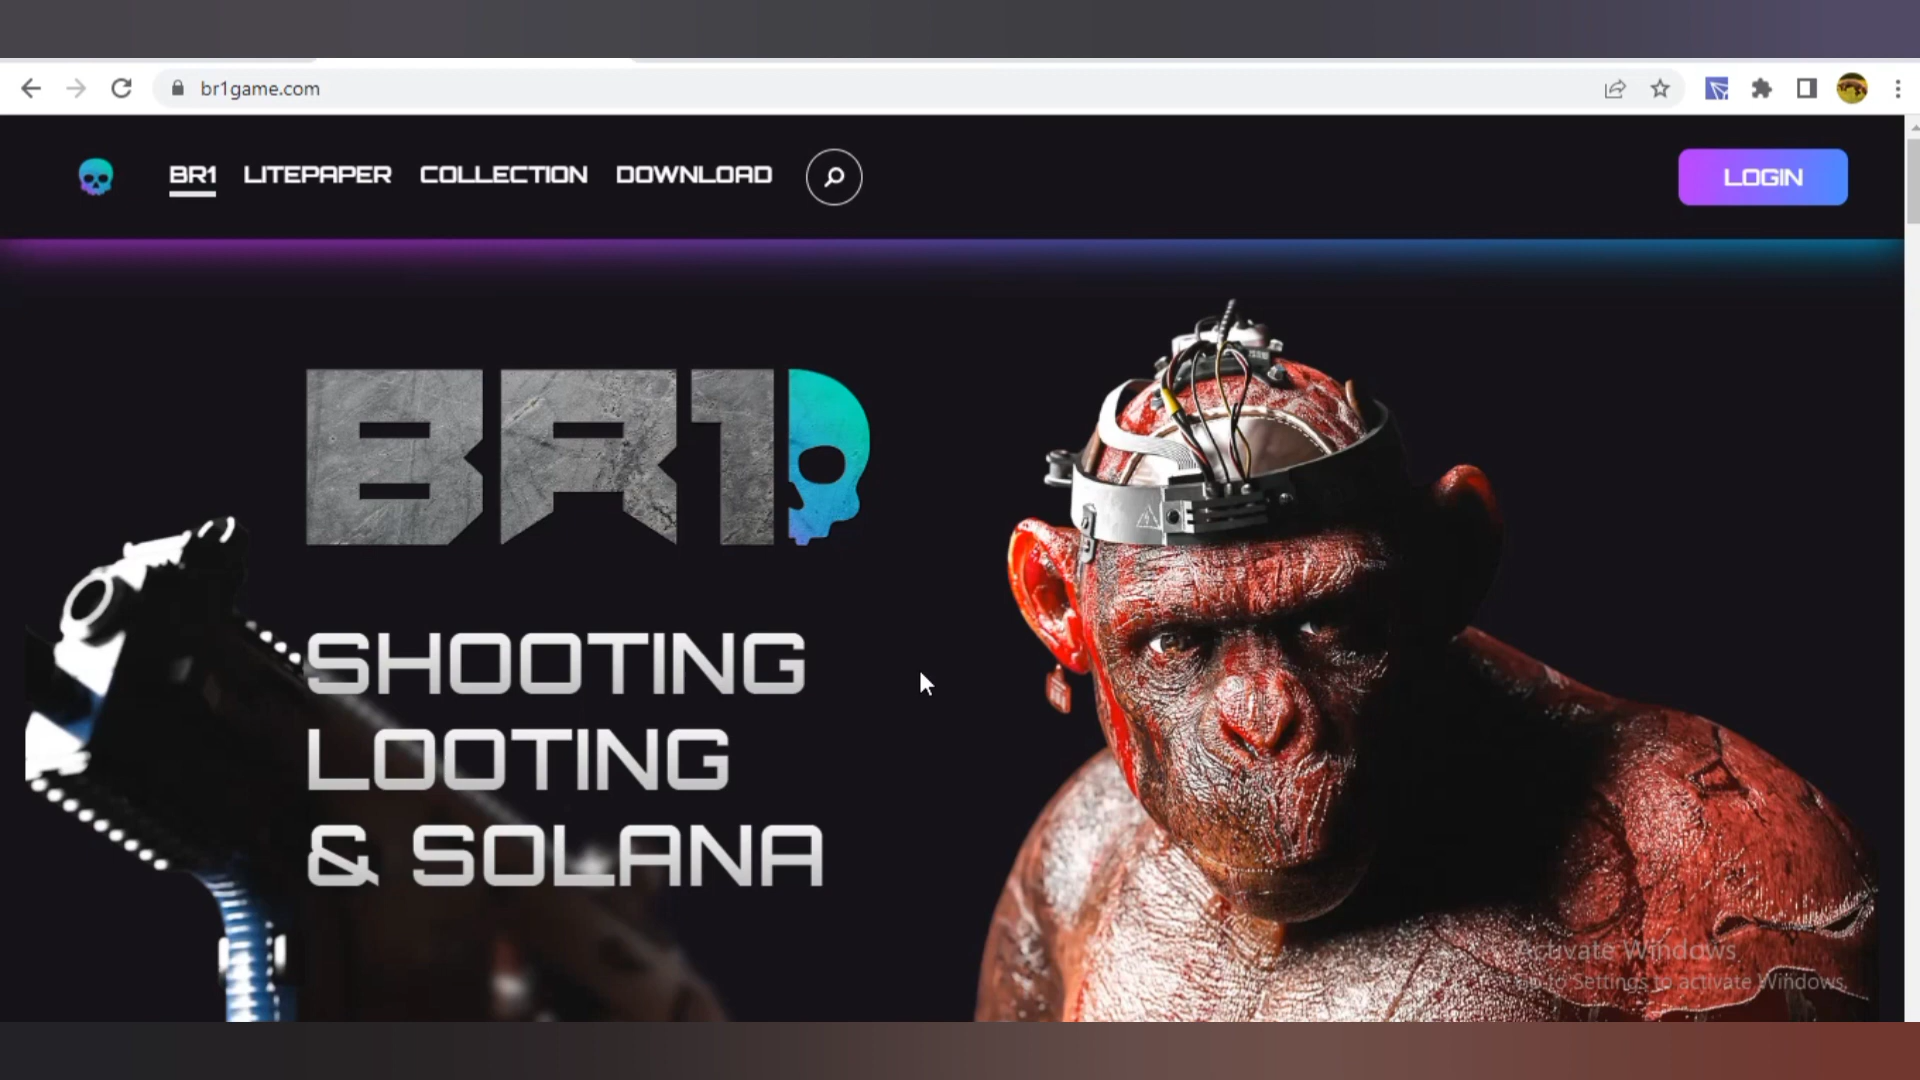 br1game.com
BR1 LITEPAPER COLLECTION DOWNLOAD
LOGIN
BR1
SHOOTING
LOOTING
& SOLANA
Activate Windows
Go to Settings to activate Windows.